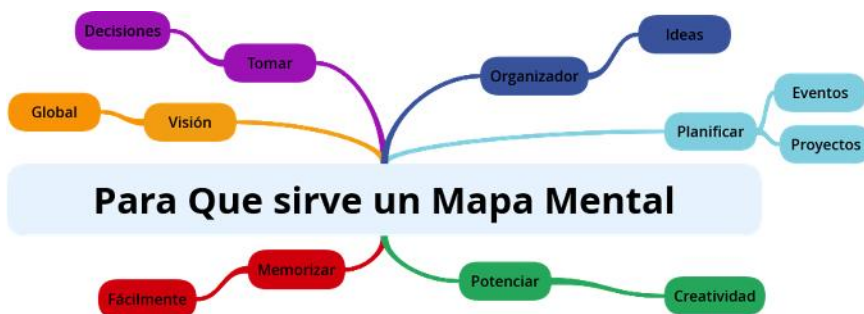 Decisiones
Tomar
Ideas
Organizador
Global
Visión
Eventos
Planificar
Proyectos
Para Que sirve un Mapa Mental
Memorizar
Fácilmente
Potenciar
Creatividad